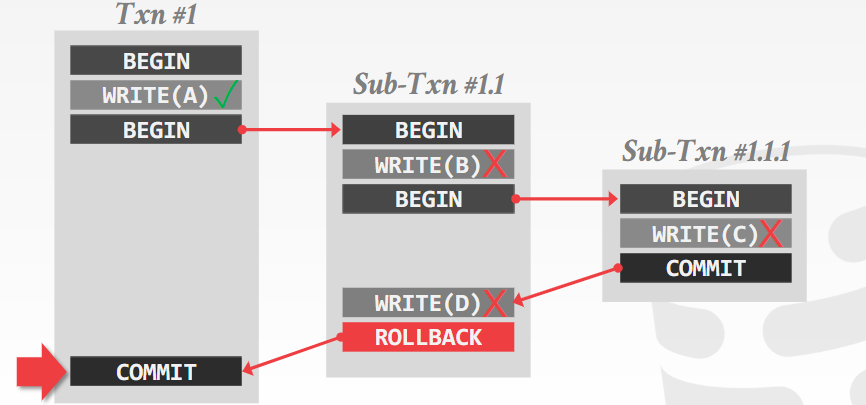 Txn #1
BEGIN
WRITE(A)
BEGIN
COMMIT
Sub-Txn #1.1
BEGIN
WRITE(B)
BEGIN
WRITE(D)
ROLLBACK
Sub-Txn #1.1.1
BEGIN
WRITE(C)
COMMIT